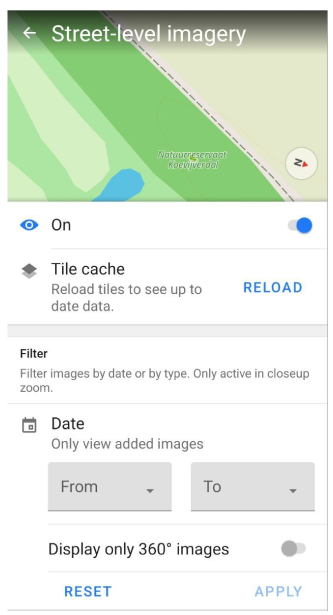 Street-level imagery
Natuurreservaat
Koevijverdal
N
On
Tile cache
Reload tiles to see up to
date data.
RELOAD
Filter
Filter images by date or by type. Only active in closeup
zoom.
Date
Only view added images
From
To
Display only 360° images
RESET
APPLY